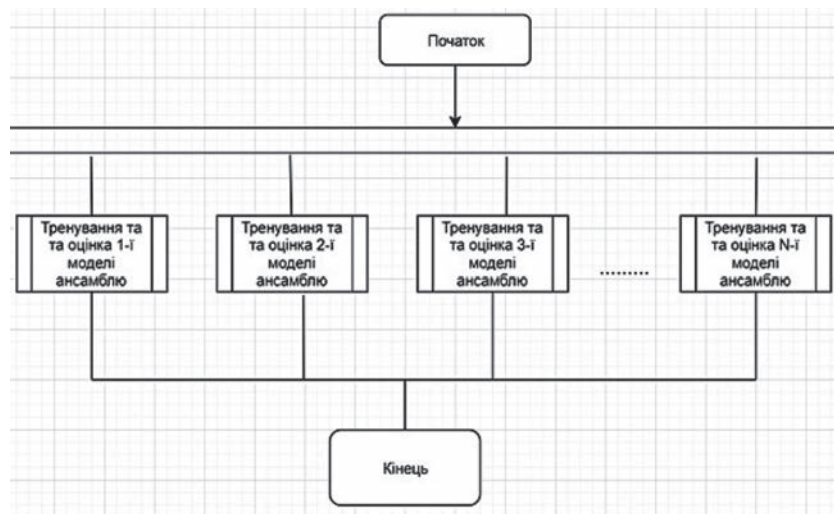 Початок
Тренування та
та оцінка 1-ї
моделі
ансамблю
Тренування та
та оцінка 2-ї
моделі
ансамблю
Тренування та
та оцінка 3-ї
моделі
ансамблю
.........
Тренування та
та оцінка N-ї
моделі
ансамблю
Кінець